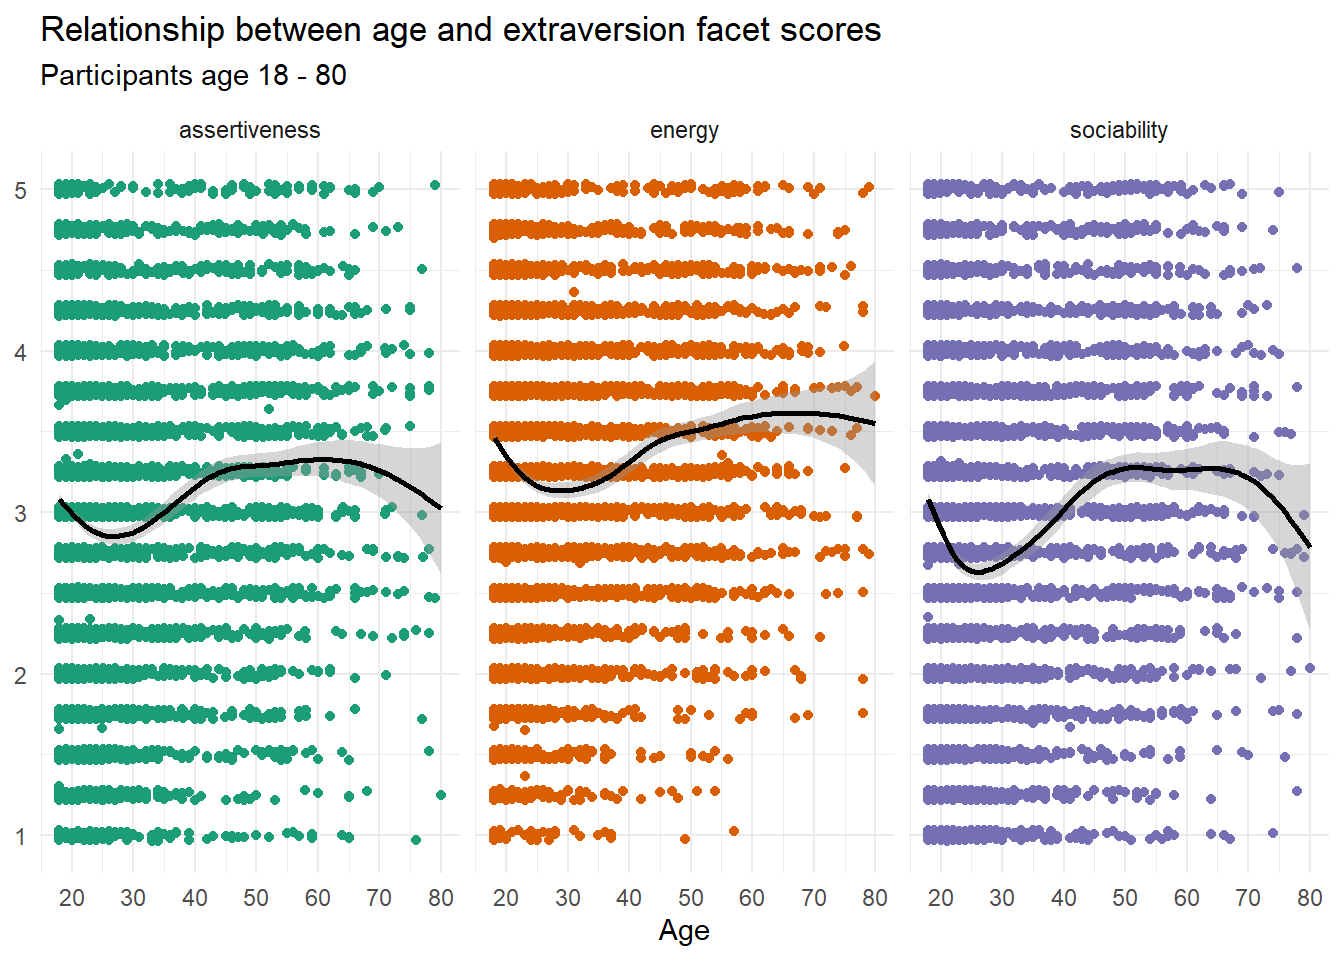 Relationship between age and extraversion facet scores
Participants age 18 - 80
assertiveness energy sociability
5
4
3
2
1
20 30 40 50 60 70 80 20 30 40 50 60 70 80 20 30 40 50 60 70 80
Age